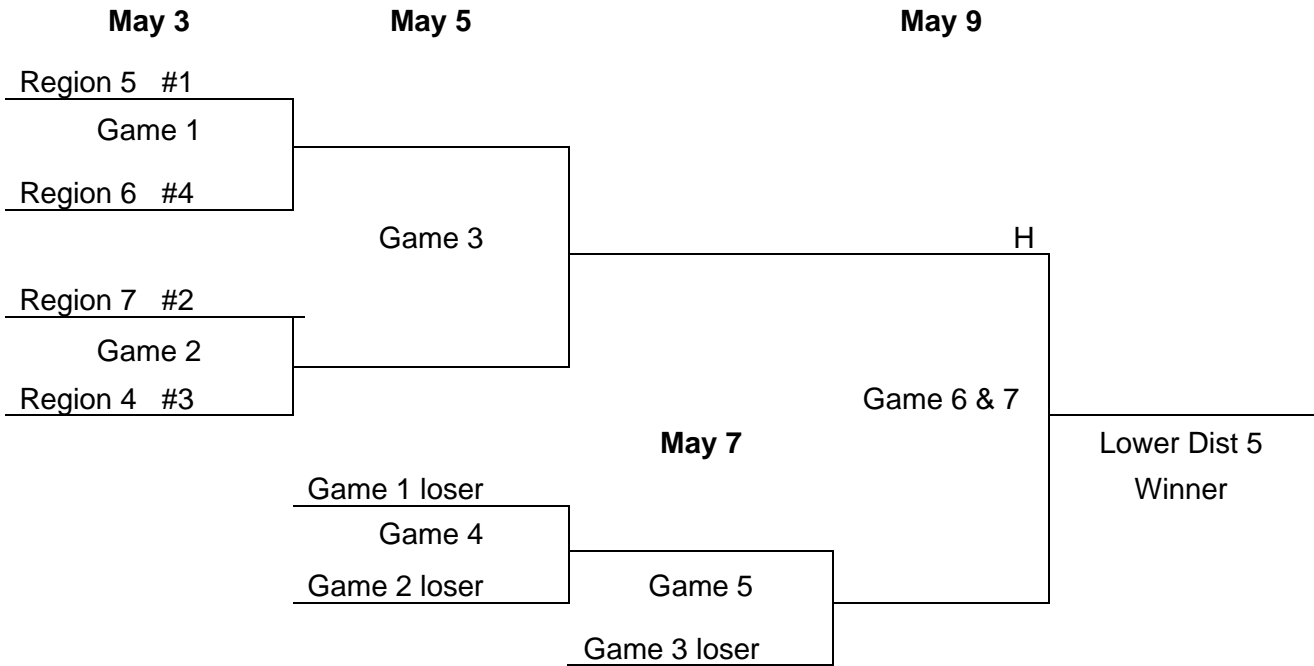 May 3 May 5 May 9
Region 5 #1
Game 1
Region 6 #4
Game 3 H
Region 7 #2
Game 2
Region 4 #3 Game 6 & 7
May 7 Lower Dist 5
Game 1 loser Winner
Game 4
Game 2 loser Game 5
Game 3 loser